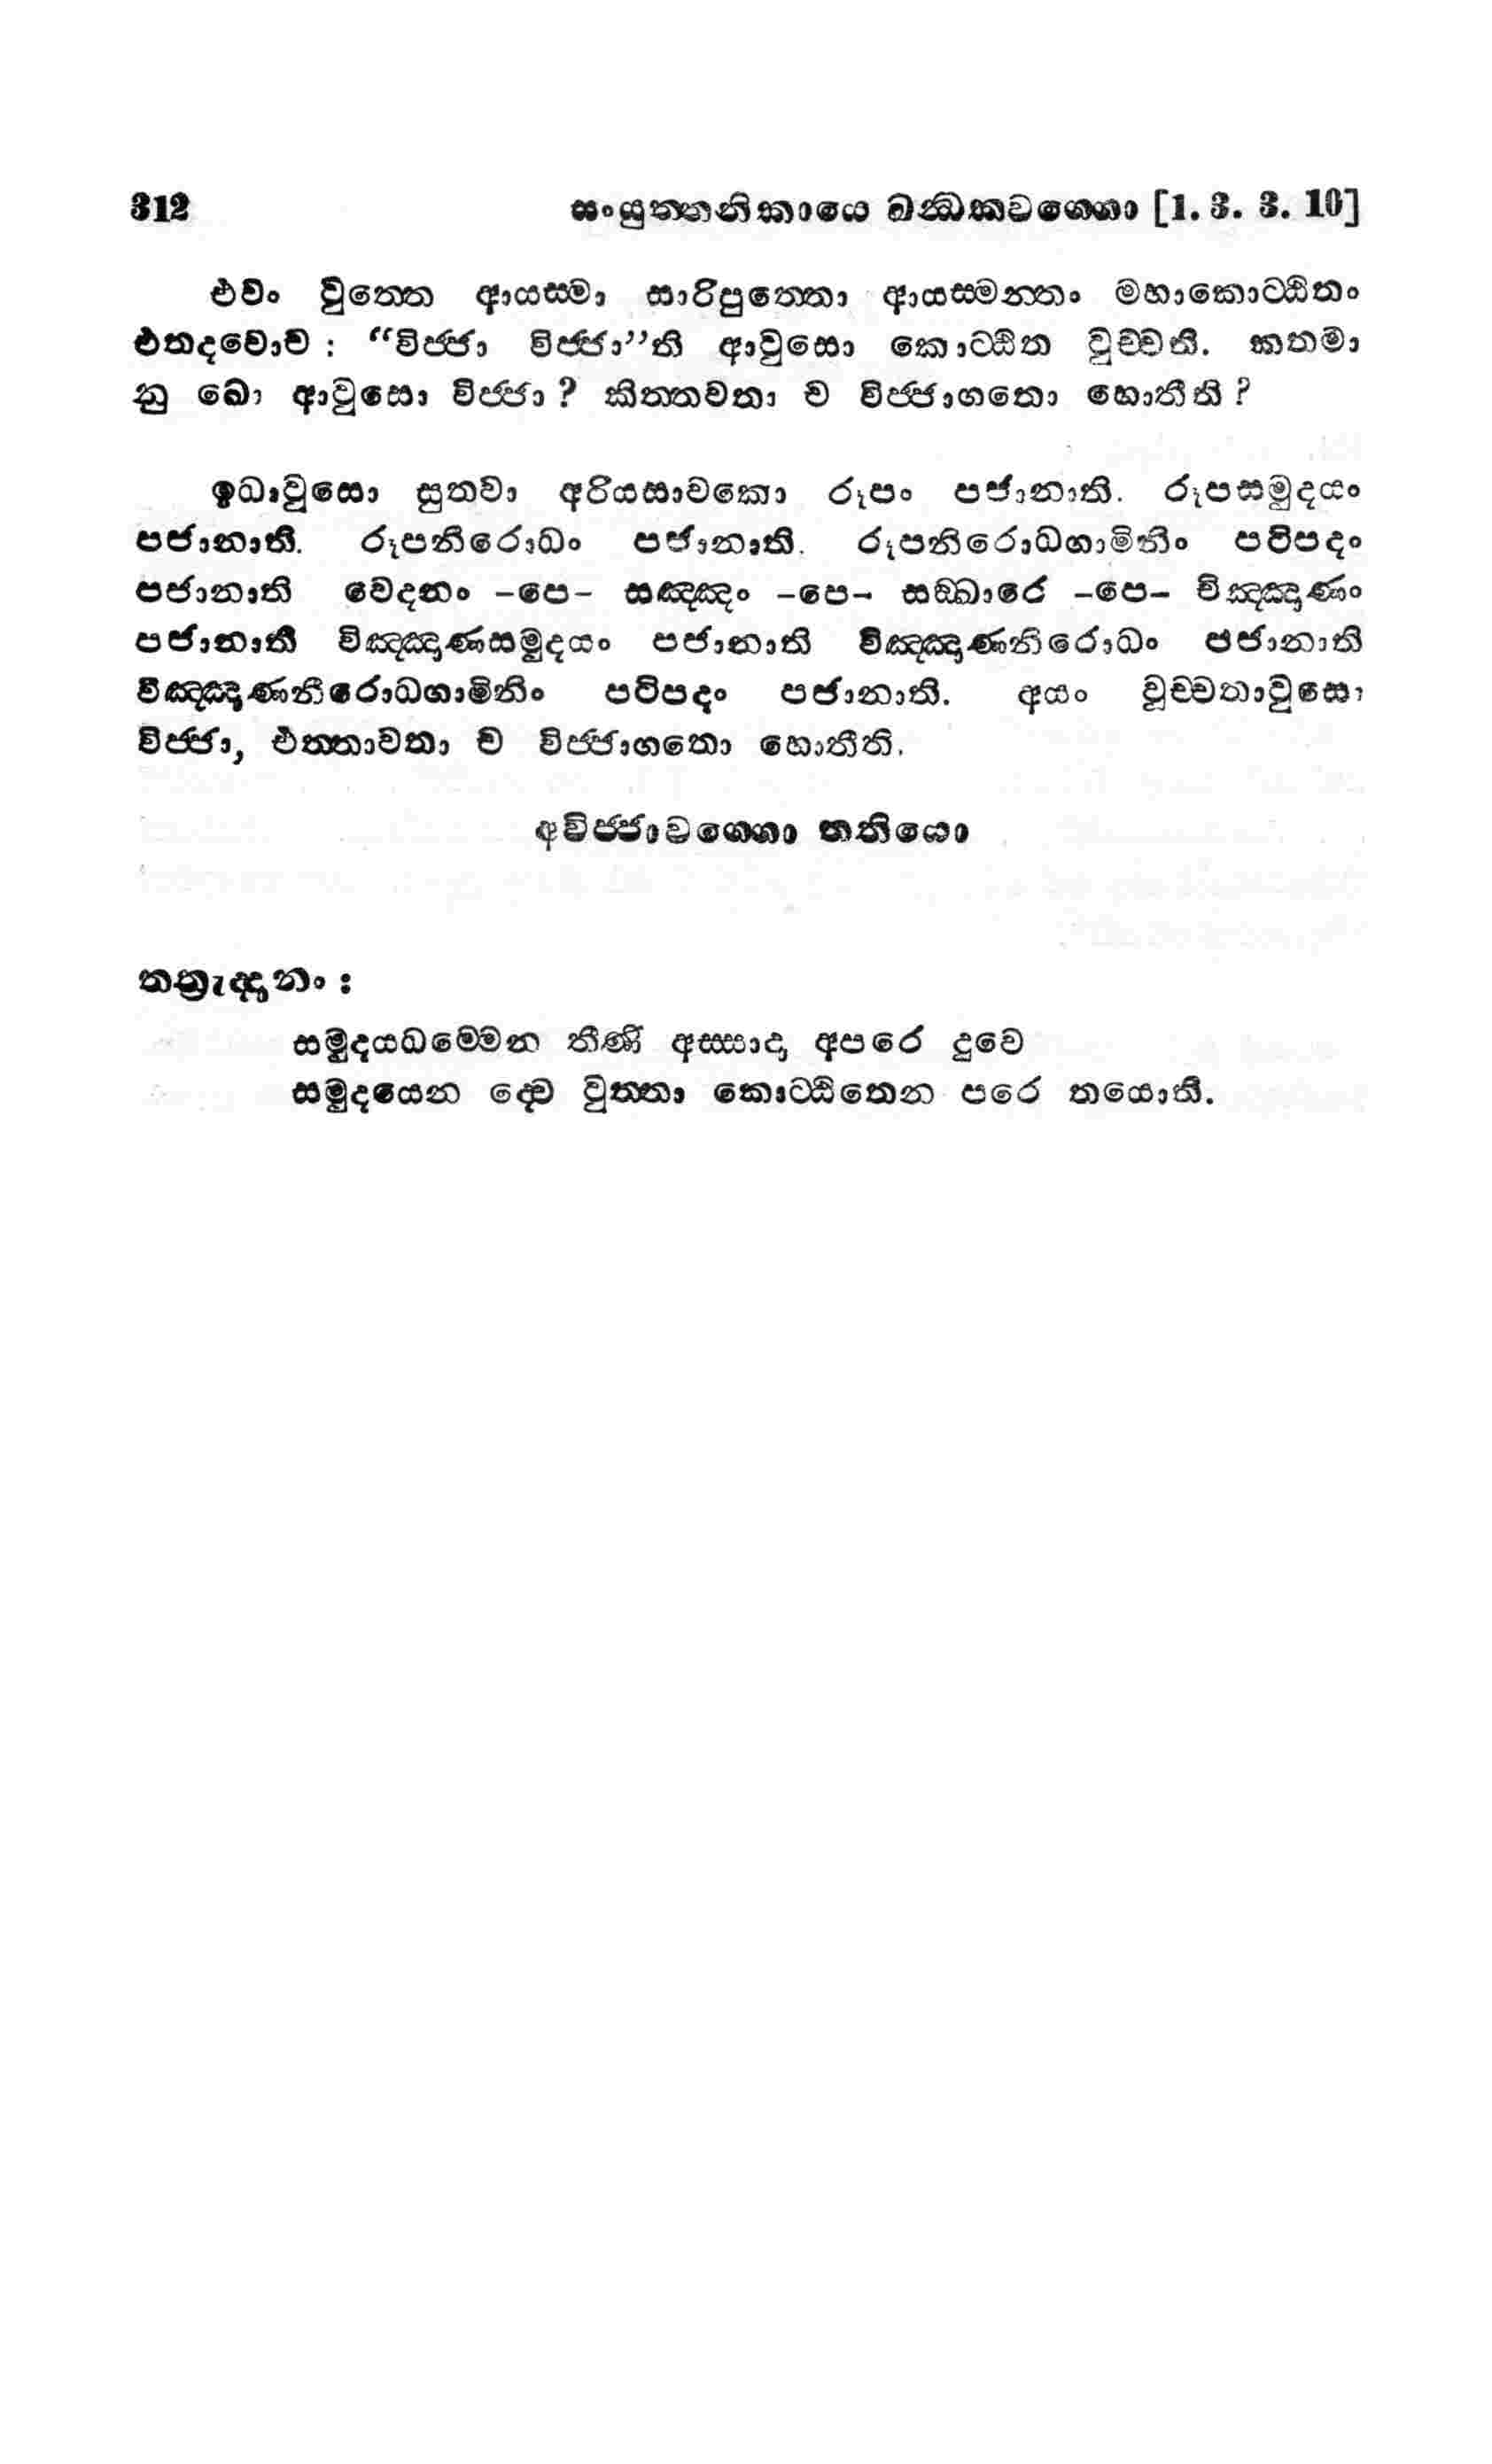 312 සංයුත්තනිකායෙ ඛන්ධකවග්ගො [1. 3. 3. 10]
එවං වුත්තෙ ආයස්මා සාරිපුත්තො ආයස්මන්තං මහාකොට්ඨිතං
එතදවොච : “විජ්ජා විජ්ජා”ති ආවුසො කොට්ඨිත වුච්චති. කතමා
නු ඛො ආවුසො විජ්ජා ? කිත්තවතා ච විජ්ජාගතො හොතීති ?
ඉධාවුසො සුතවා අරියසාවකො රූපං පජානාති. රූපසමුදයං
පජානාති. රූපනිරොධං පජානාති. රූපනිරොධගාමිනිං පටිපදං
පජානාති වෙදනං -පෙ- සඤ්ඤං -පෙ- සඞ්ඛාරෙ -පෙ- විඤ්ඤාණං
පජානාති විඤ්ඤාණසමුදයං පජානාති විඤ්ඤාණනිරොධං පජානාති
විඤ්ඤාණනිරොධගාමිනිං පටිපදං පජානාති. අයං වුච්චතාවුසො
විජ්ජා, එත්තාවතා ච විජ්ජාගතො හොතීති.
අවිජ්ජාවග්ගො තතියො
තත්‍රැද්දානං :
සමුදයධම්මෙන තීණි අස්සාද අපරෙ දුවෙ
සමුදයෙන ද්වෙ වුත්තා කොට්ඨිතෙන පරෙ තයොති.